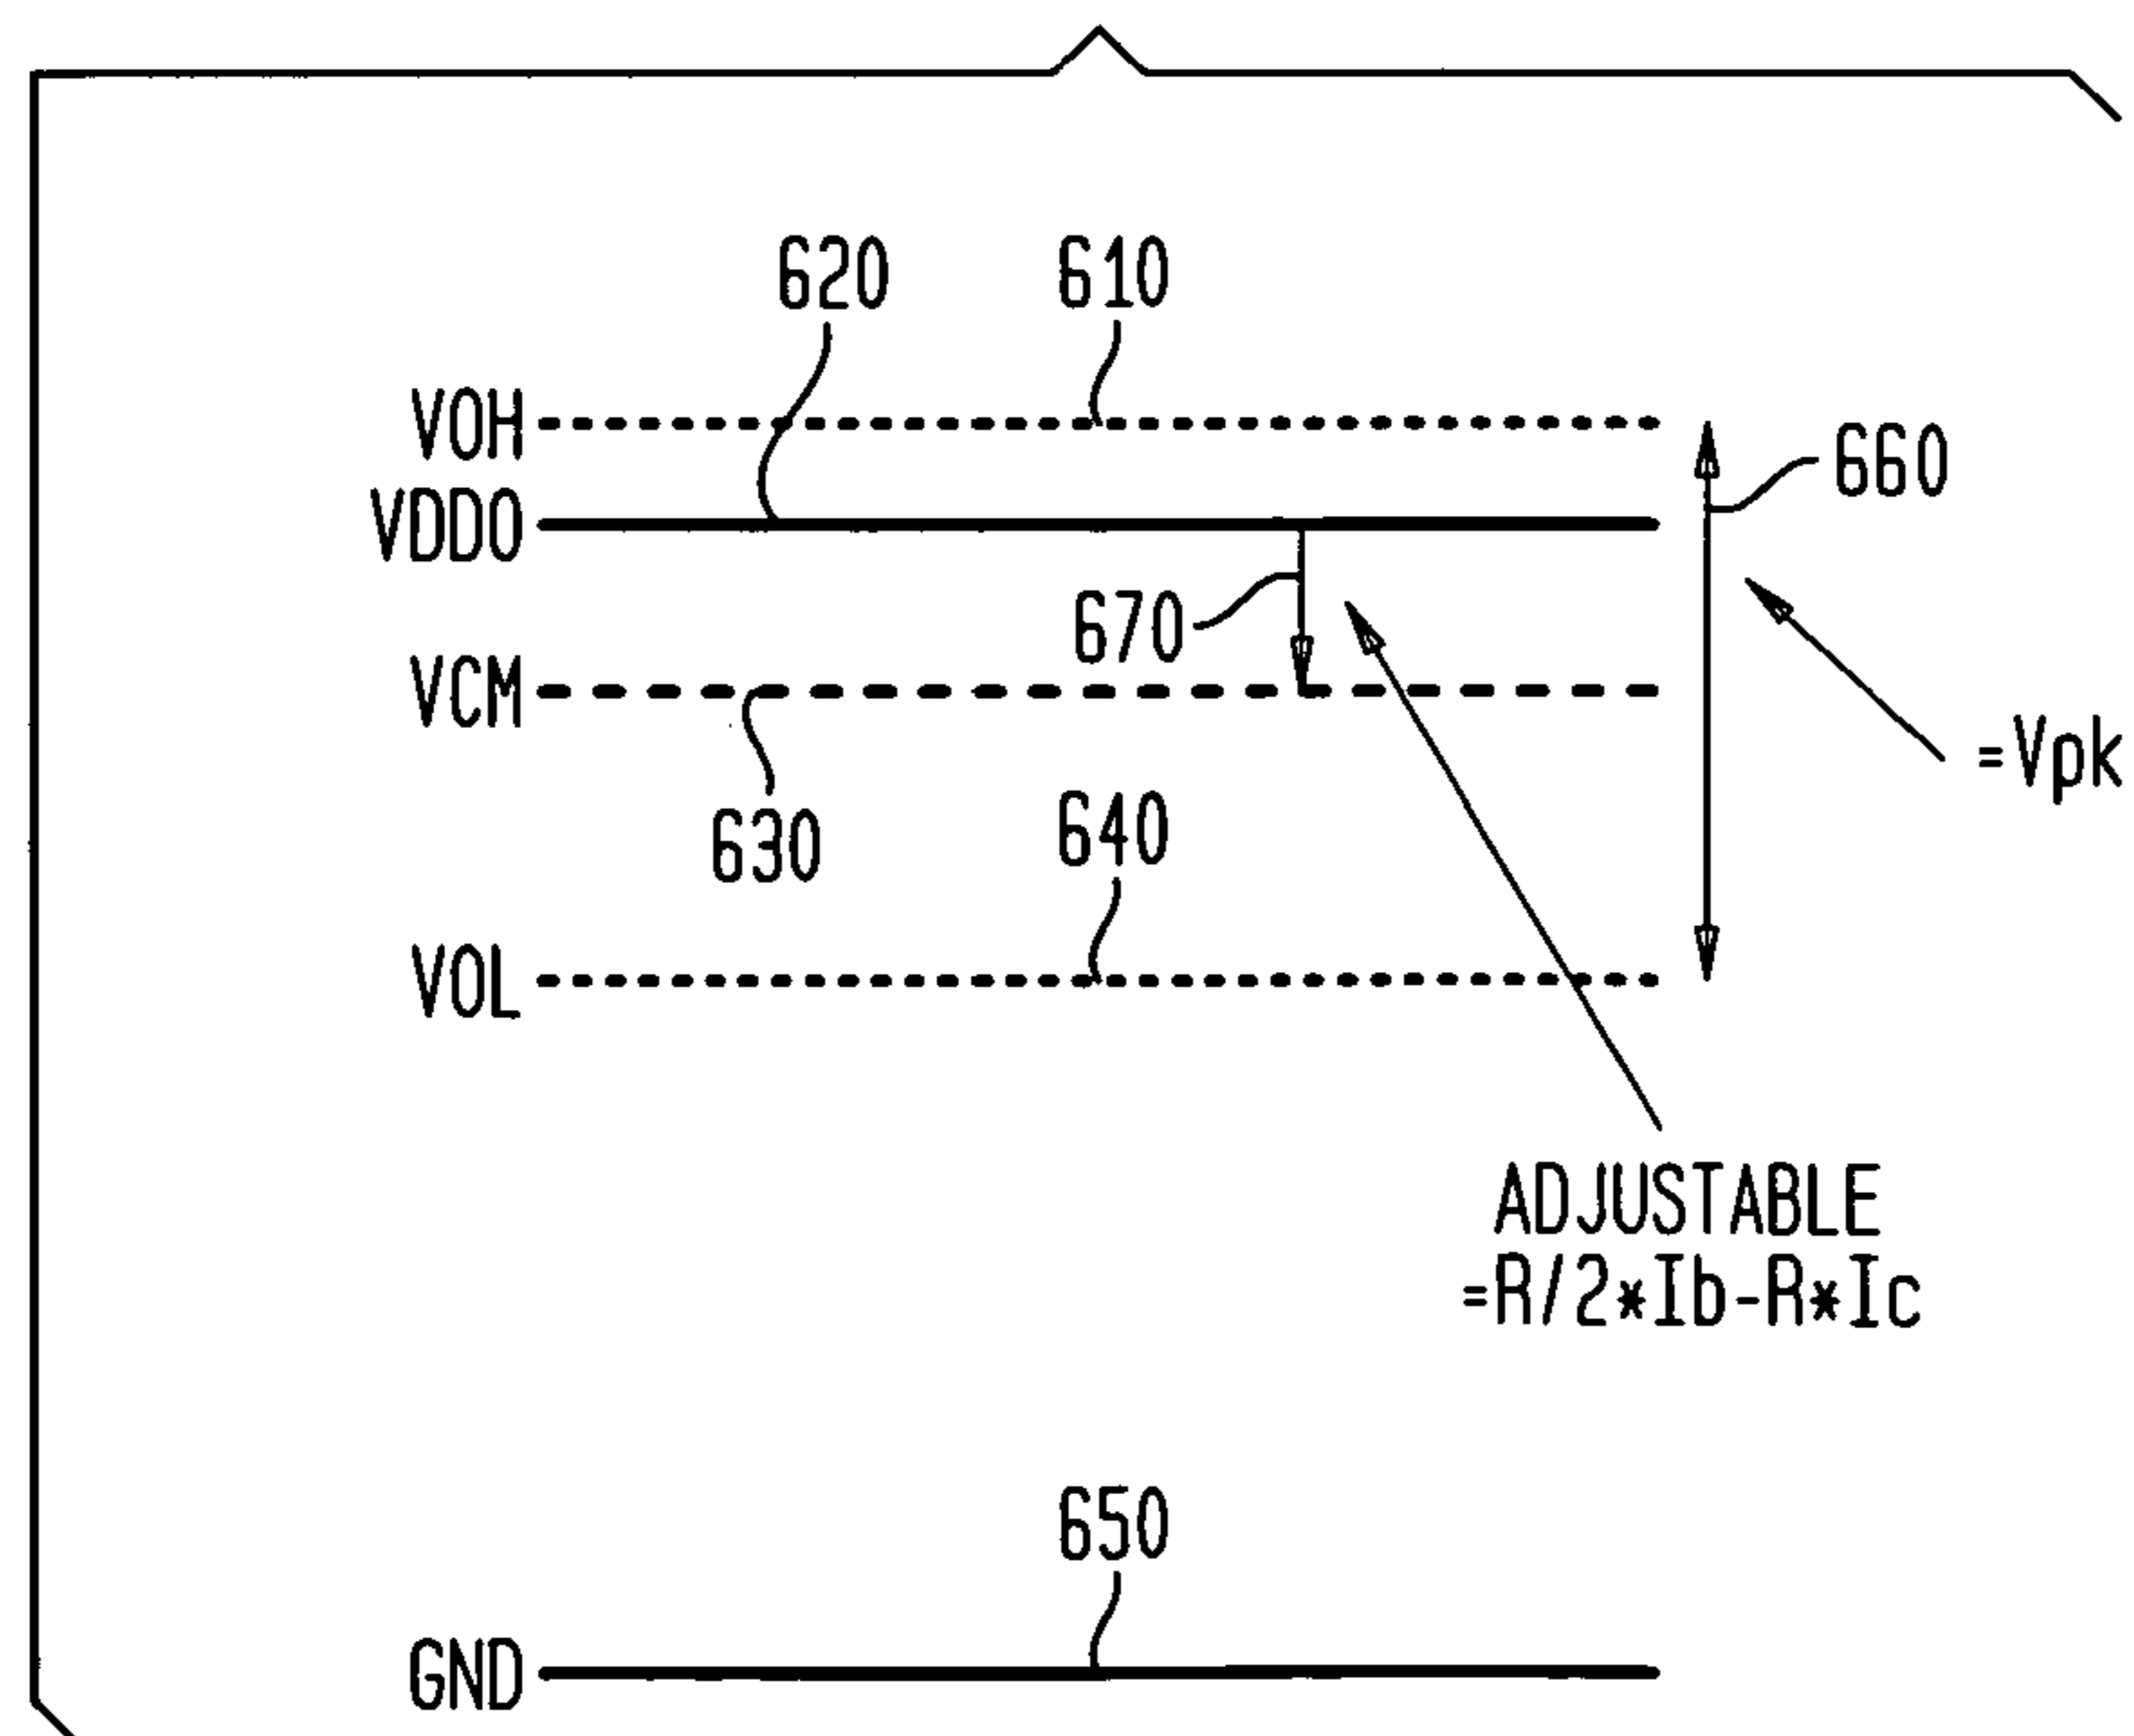 620
610
VOH
660
VDDO
670
VCM
=Vpk
630
640
VOL
ADJUSTABLE
=R/2*Ib-R*Ic
650
GND